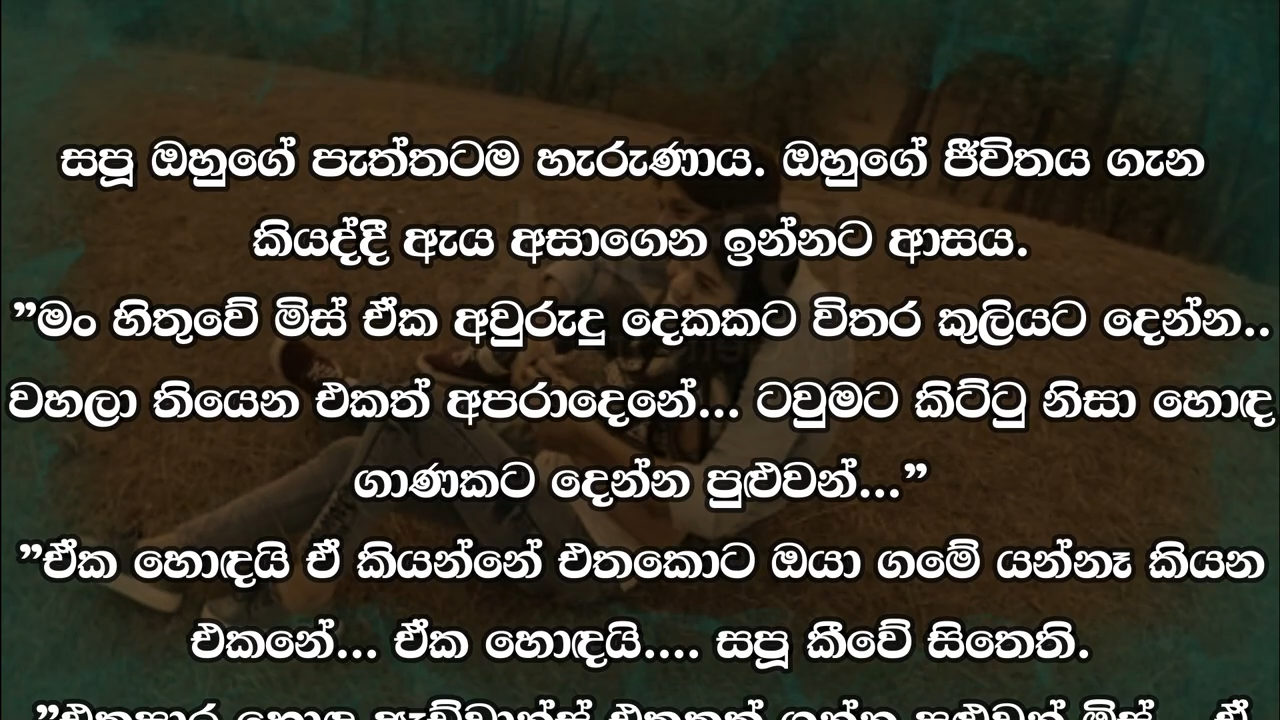 සපූ ඔහුගේ පැත්තටම හැරුණාය. ඔහුගේ ජීවිතය ගැන
කියද්දී ඇය අසාගෙන ඉන්නට ආසය.
”මං හිතුවේ මිස් ඒක අවුරුදු දෙකකට විතර කුලියට දෙන්න..
වහලා තියෙන එකත් අපරාදෙනේ... ටවුමට කිට්ටු නිසා හොඳ
ගාණකට දෙන්න පුළුවන්...”
”ඒක හොඳයි ඒ කියන්නේ එතකොට ඔයා ගමේ යන්නෑ කියන
එකනේ... ඒක හොඳයි.... සපූ කීවේ සිතෙති.